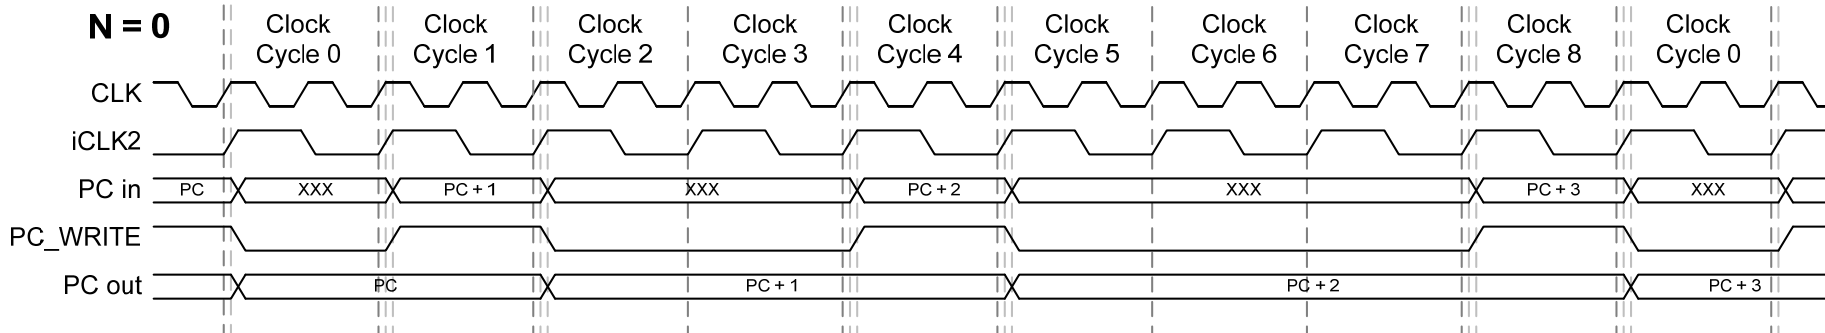 N = 0
Clock Cycle 0
Clock Cycle 1
Clock Cycle 2
Clock Cycle 3
Clock Cycle 4
Clock Cycle 5
Clock Cycle 6
Clock Cycle 7
Clock Cycle 8
Clock Cycle 0
CLK
iCLK2
PC in
PC
XXX
PC + 1
XXX
PC + 2
XXX
PC + 3
XXX
PC_WRITE
PC out
PC
PC + 1
PC + 2
PC + 3